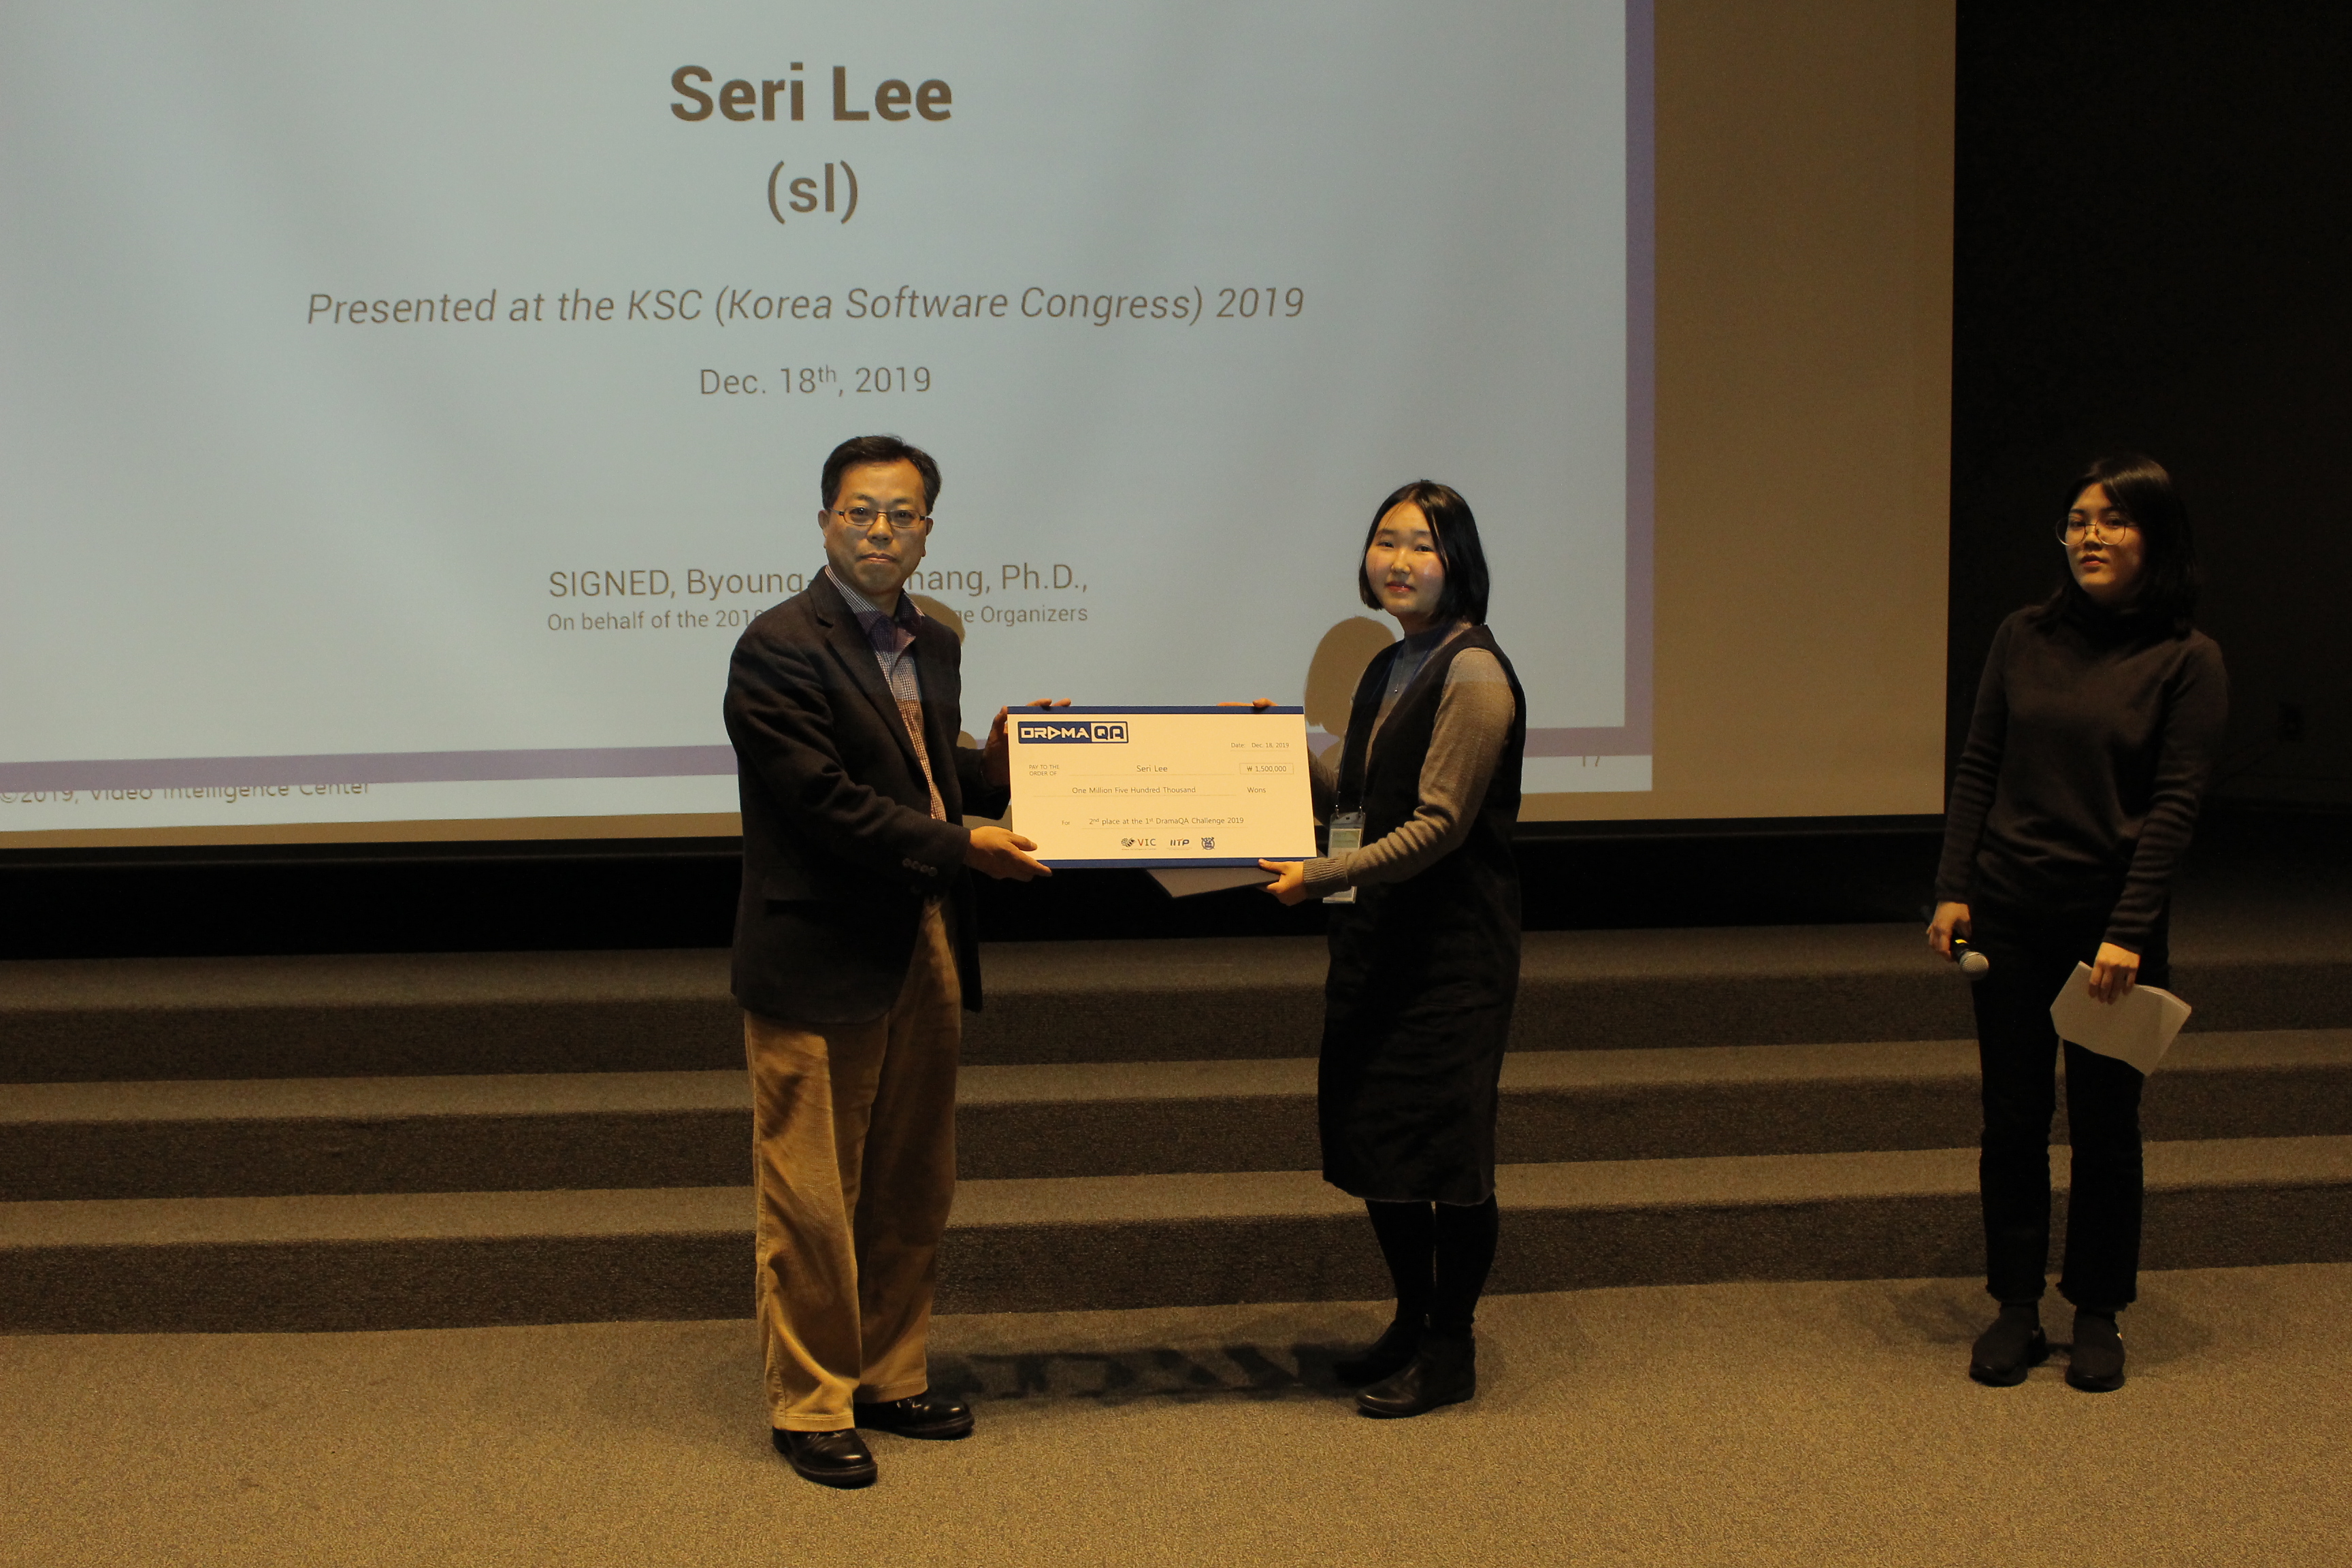 Seri Lee
(sl)
Presented at the KSC (Korea Software Congress) 2019
Dec. 18th, 2019
SIGNED, Byoung- hang, Ph.D.,
On behalf of the 2019 Organizers
©2019, Video Intelligence Center
17
DRAMA QA
Date: Dec. 18, 2019
PAY TO THE
ORDER OF Seri Lee ₩ 1,500,000
One Million Five Hundred Thousand Wons
For 2nd place at the 1st DramaQA Challenge 2019
VIC IITP